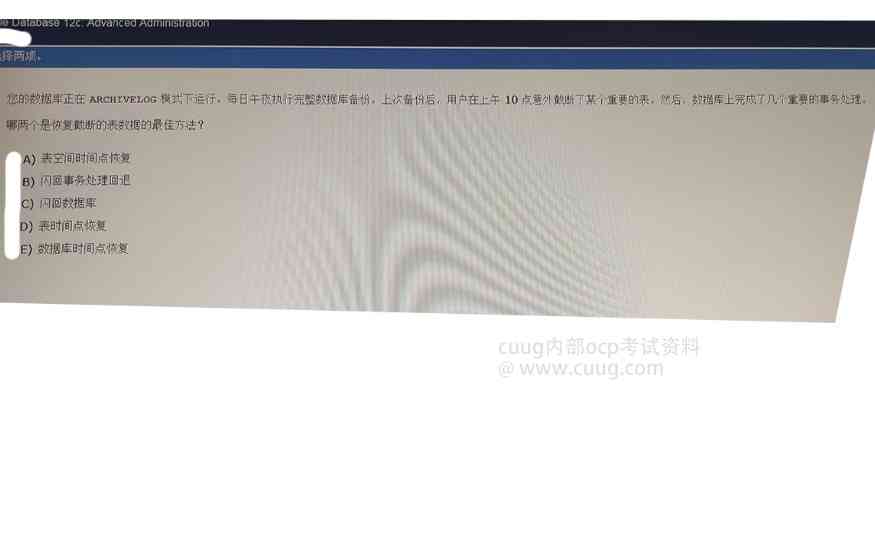 le Database 12c: Advanced Administration
择两项。
您的数据库正在 ARCHIVELOG 模式下运行，每日午夜执行完整数据库备份。上次备份后，用户在上午 10 点意外截断了某个重要的表。然后，数据库上完成了几个重要的事务处理。
哪两个是恢复截断的表数据的最佳方法？
A) 表空间时间点恢复
B) 闪回事务处理回退
C) 闪回数据库
D) 表时间点恢复
E) 数据库时间点恢复
cuug内部ocp考试资料
@ www.cuug.com